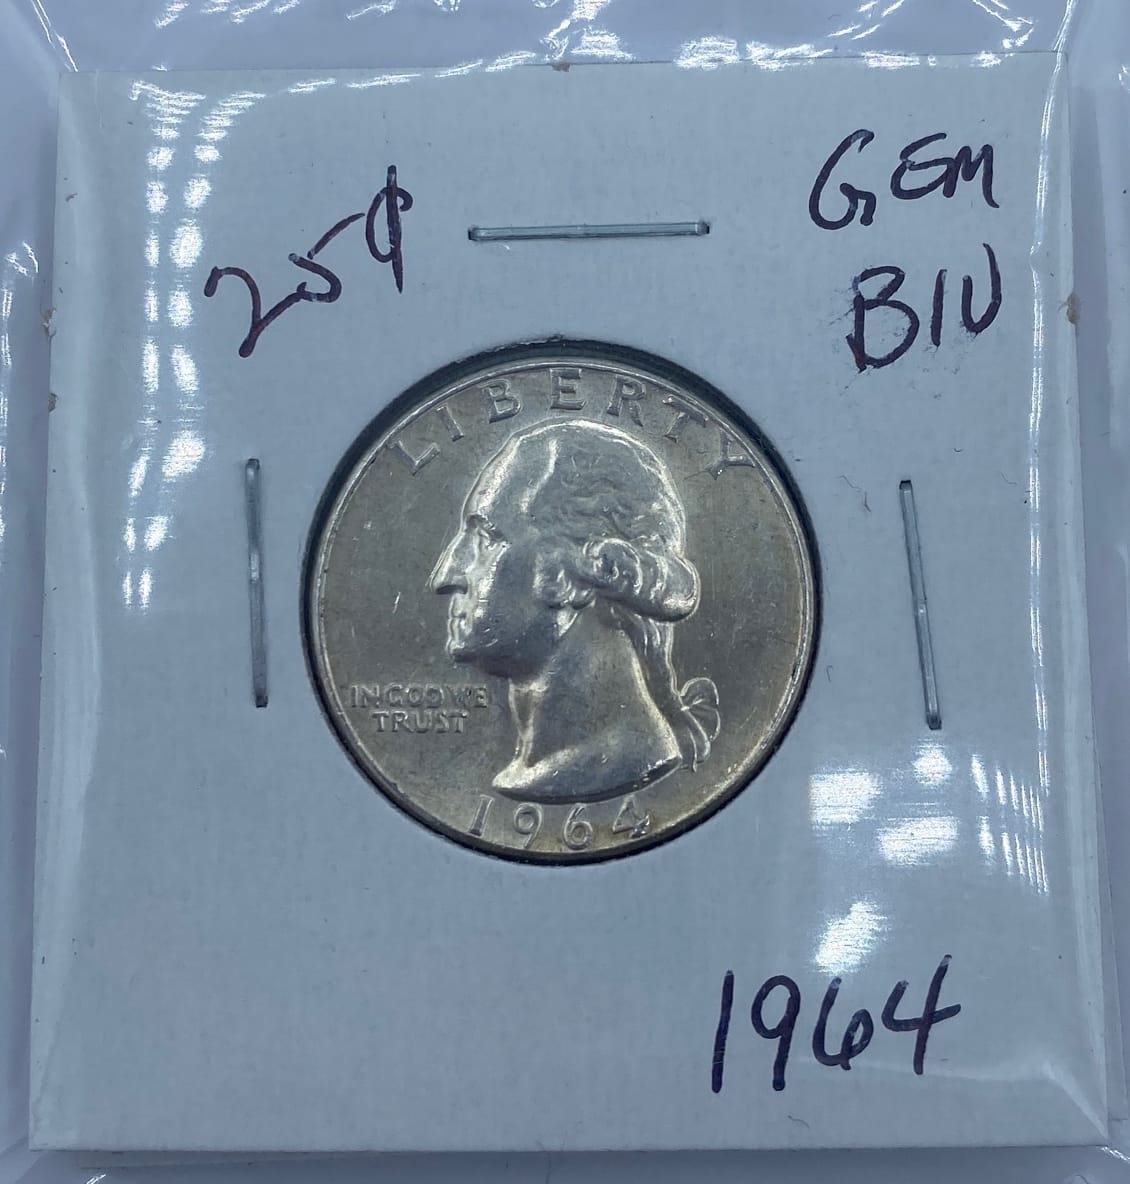 25¢
GEM
BIU
LIBERTY
IN GOD WE
TRUST
1964
1964